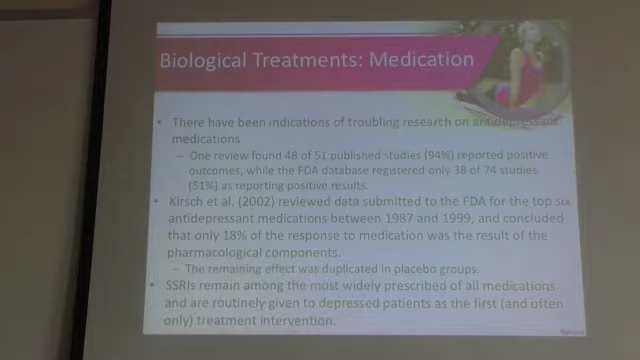 Biological Treatments: Medication
• There have been indications of troubling research on antidepressant
medications
– One review found 48 of 51 published studies (94%) reported positive
outcomes, while the FDA database registered only 38 of 74 studies
(51%) as reporting positive results.
• Kirsch et al. (2002) reviewed data submitted to the FDA for the top six
antidepressant medications between 1987 and 1999, and concluded
that only 18% of the response to medication was the result of the
pharmacological components.
– The remaining effect was duplicated in placebo groups.
• SSRIs remain among the most widely prescribed of all medications
and are routinely given to depressed patients as the first (and often
only) treatment intervention.